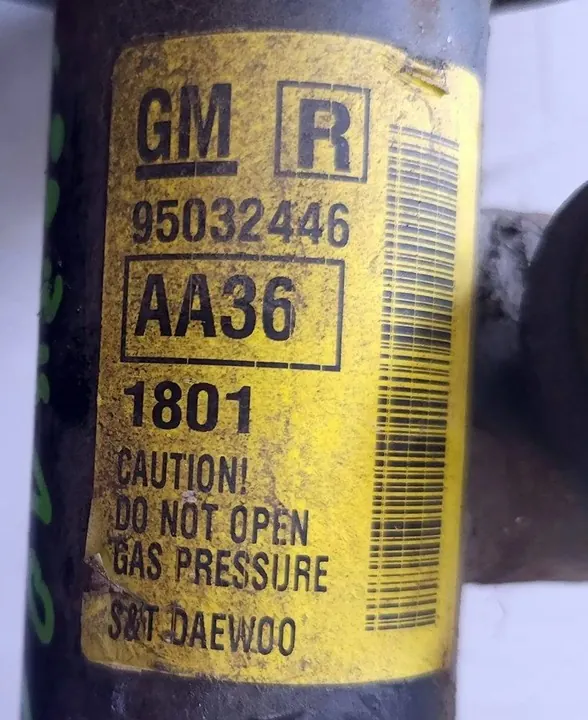 GM R
95032446
AA36
1801
CAUTION!
DO NOT OPEN
GAS PRESSURE
S&T DAEWOO